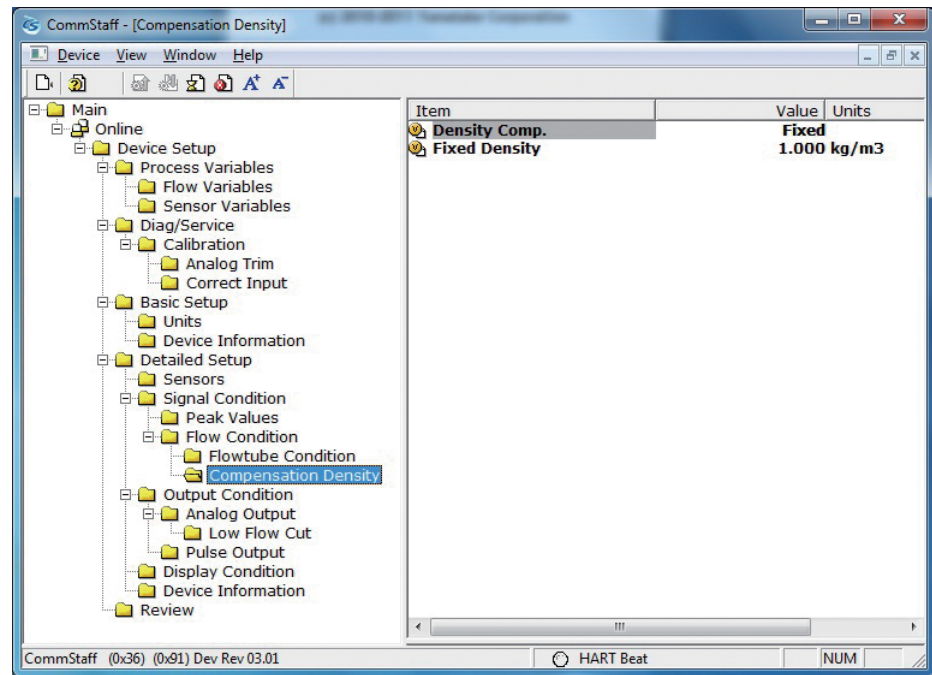 CommStaff - [Compensation Density]
Device View Window Help
Main
Online
Device Setup
Process Variables
Flow Variables
Sensor Variables
Diag/Service
Calibration
Analog Trim
Correct Input
Basic Setup
Units
Device Information
Detailed Setup
Sensors
Signal Condition
Peak Values
Flow Condition
Flowtube Condition
Compensation Density
Output Condition
Analog Output
Low Flow Cut
Pulse Output
Display Condition
Device Information
Review
Item Value Units
Density Comp. Fixed
Fixed Density 1.000 kg/m3
CommStaff (0x36) (0x91) Dev Rev 03.01 HART Beat NUM